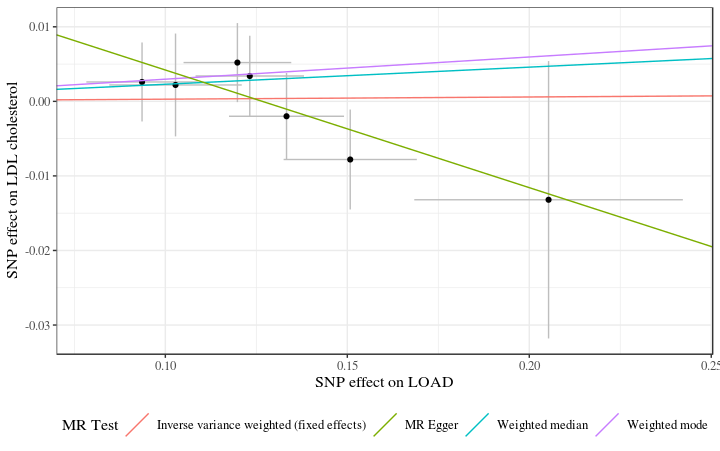 0.01
0.00
-0.01
-0.02
-0.03
SNP effect on LDL cholesterol
0.10 0.15 0.20 0.25
SNP effect on LOAD
MR Test Inverse variance weighted (fixed effects) MR Egger Weighted median Weighted mode